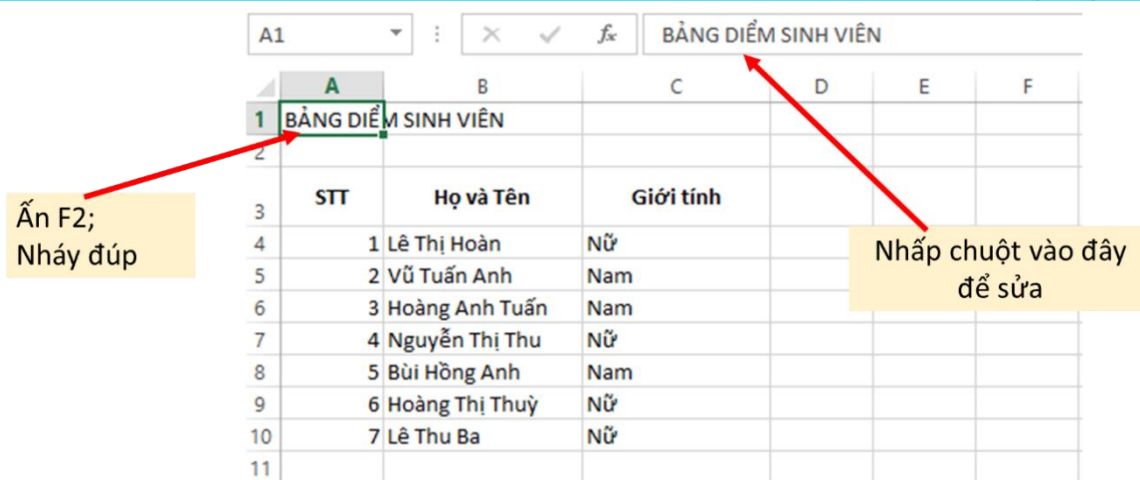 A1 fx BẢNG DIỂM SINH VIÊN
A B C D E F
1 BẢNG DIỂM SINH VIÊN
2
3 STT Họ và Tên Giới tính
4 1 Lê Thị Hoàn Nữ
5 2 Vũ Tuấn Anh Nam
6 3 Hoàng Anh Tuấn Nam
7 4 Nguyễn Thị Thu Nữ
8 5 Bùi Hồng Anh Nam
9 6 Hoàng Thị Thuỳ Nữ
10 7 Lê Thu Ba Nữ
11
Ấn F2;
Nháy đúp
Nhấp chuột vào đây
để sửa